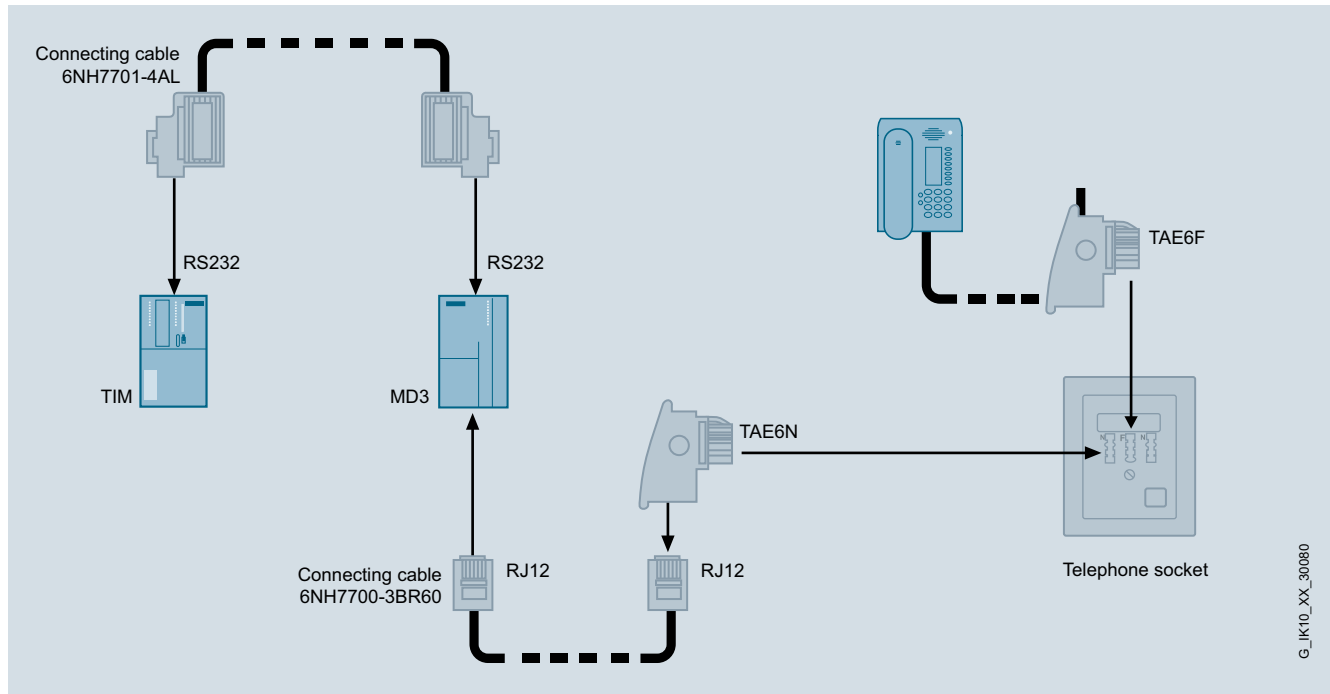 Connecting cable
6NH7701-4AL
RS232
RS232
TIM
MD3
TAE6F
TAE6N
N
F
N
Connecting cable
6NH7700-3BR60
RJ12
RJ12
Telephone socket
G_IK10_XX_30080